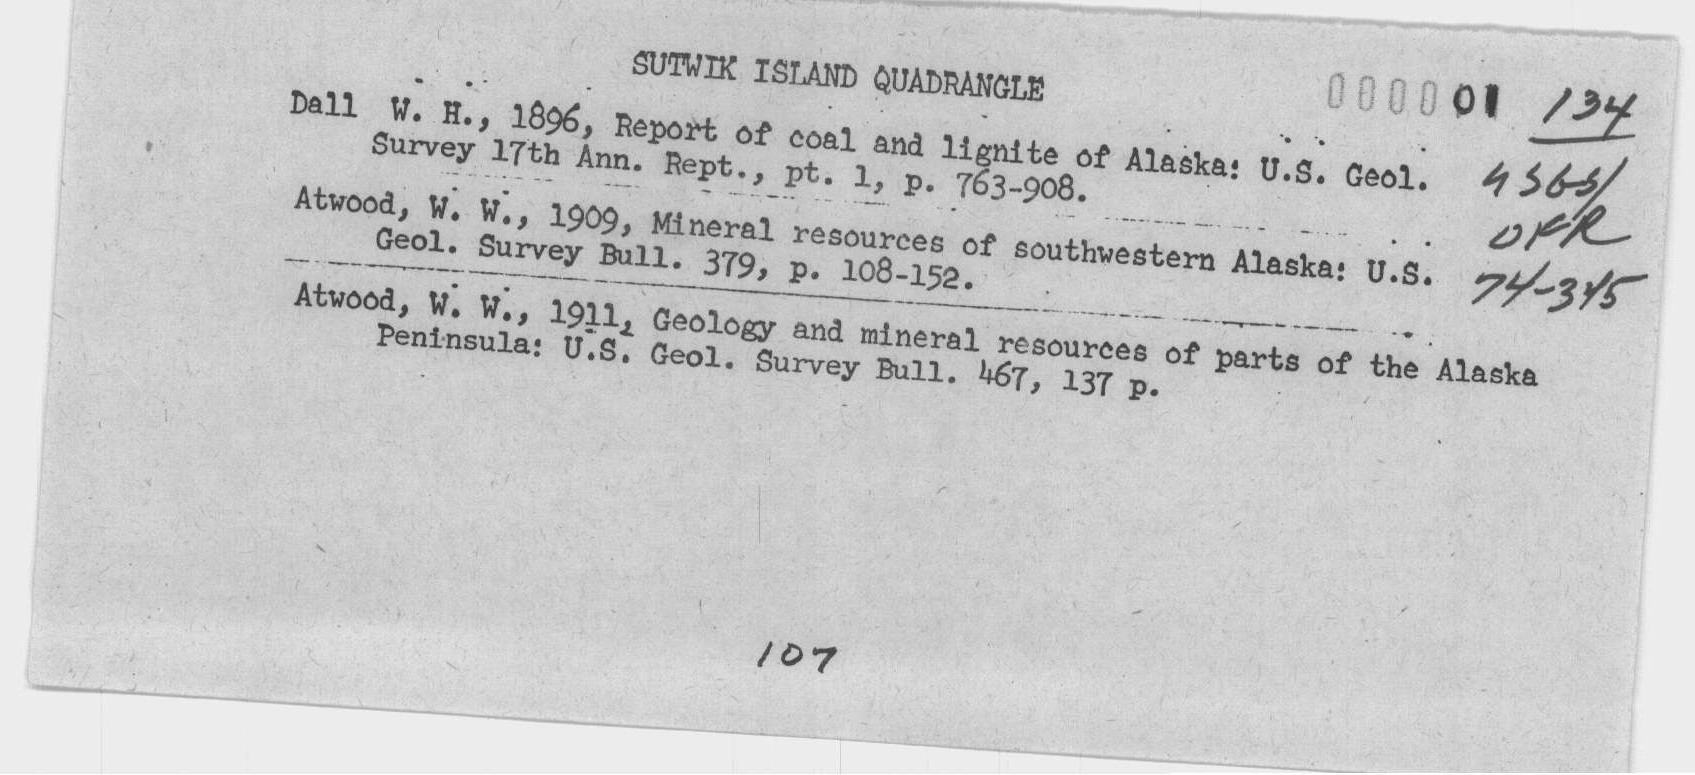 SUTWIK ISLAND QUADRANGLE
000001 134
Dall W. H., 1896, Report of coal and lignite of Alaska: U.S. Geol.
Survey 17th Ann. Rept., pt. 1, p. 763-908.
Atwood, W. W., 1909, Mineral resources of southwestern Alaska: U.S.
Geol. Survey Bull. 379, p. 108-152.
Atwood, W. W., 1911, Geology and mineral resources of parts of the Alaska
Peninsula: U.S. Geol. Survey Bull. 467, 137 p.
OFR
74-345
107